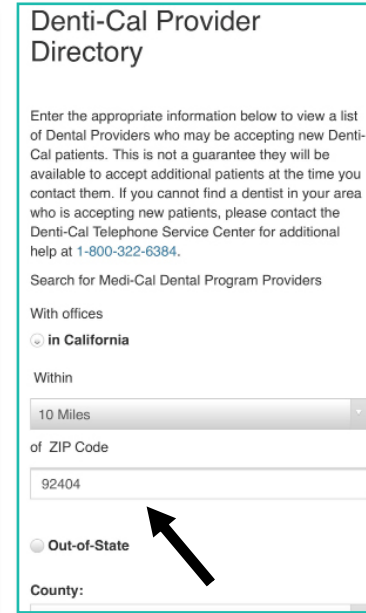 Denti-Cal Provider
Directory
Enter the appropriate information below to view a list
of Dental Providers who may be accepting new Denti-
Cal patients. This is not a guarantee they will be
available to accept additional patients at the time you
contact them. If you cannot find a dentist in your area
who is accepting new patients, please contact the
Denti-Cal Telephone Service Center for additional
help at 1-800-322-6384.
Search for Medi-Cal Dental Program Providers
With offices
in California
Within
10 Miles
of ZIP Code
92404
Out-of-State
County: